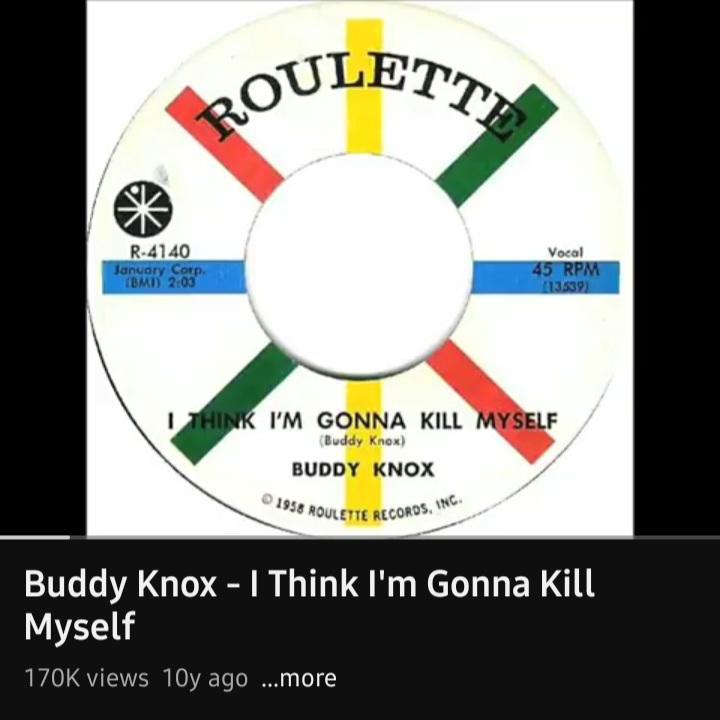 ROULETTE
R-4140
January Corp.
(BMI) 2:03
Vocal
45 RPM
(13539)
I THINK I'M GONNA KILL MYSELF
(Buddy Knox)
BUDDY KNOX
© 1958 ROULETTE RECORDS, INC.
Buddy Knox - I Think I'm Gonna Kill
Myself
170K views 10y ago ...more